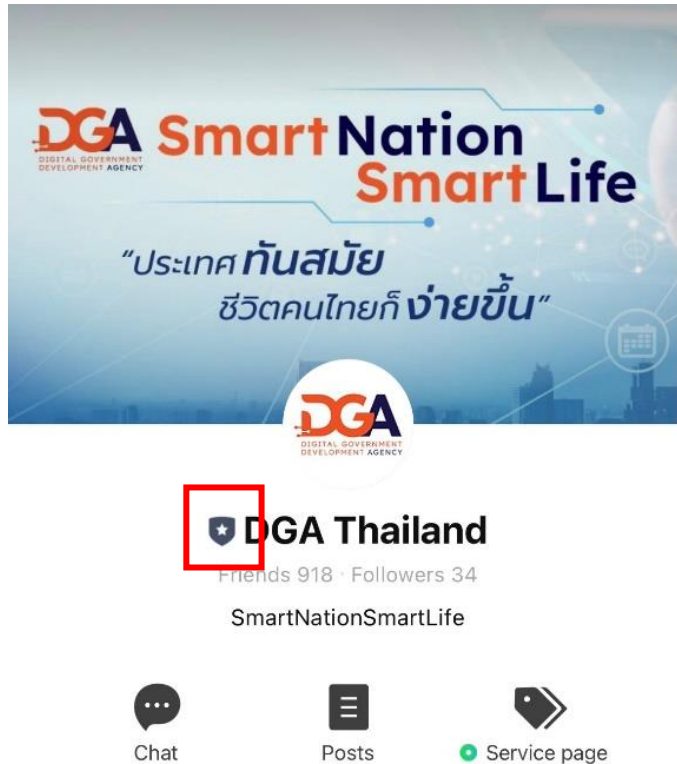 DGA Smart Nation
DIGITAL GOVERNMENT
DEVELOPMENT AGENCY
Smart Life
“ประเทศ ทันสมัย
ชีวิตคนไทยก็ ง่ายขึ้น”
DGA
DIGITAL GOVERNMENT
DEVELOPMENT AGENCY
DGA Thailand
Friends 918 · Followers 34
SmartNationSmartLife
Chat
Posts
Service page